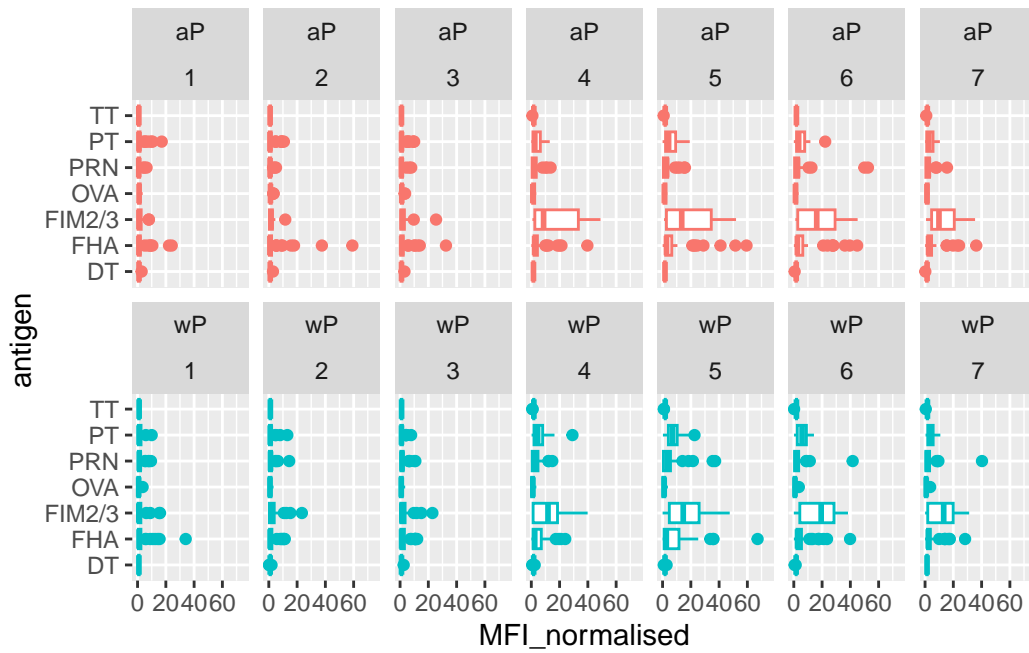 aP aP aP aP aP aP aP
1 2 3 4 5 6 7
TT
PT
PRN
OVA
FIM2/3
FHA
DT
wP wP wP wP wP wP wP
1 2 3 4 5 6 7
TT
PT
PRN
OVA
FIM2/3
FHA
DT
0 204060 0 204060 0 204060 0 204060 0 204060 0 204060 0 204060
MFI_normalised
antigen